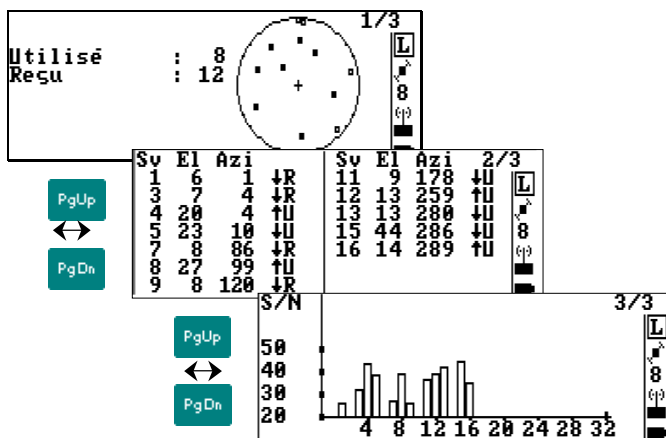 1/3
Utilisé : 8
Reçu : 12
L
8
Sv El Azi
1 6 1 ↓R
3 7 4 ↓R
4 20 4 ↑U
5 23 10 ↓U
7 8 86 ↓R
8 27 99 ↑U
9 8 120 ↓R
Sv El Azi 2/3
11 9 178 ↓U
12 13 259 ↑U
13 13 280 ↓U
15 44 286 ↓U
16 14 289 ↑U
L
8
PgUp
PgDn
S/N 3/3
50
40
30
20
4 8 12 16 20 24 28 32
L
8
PgUp
PgDn